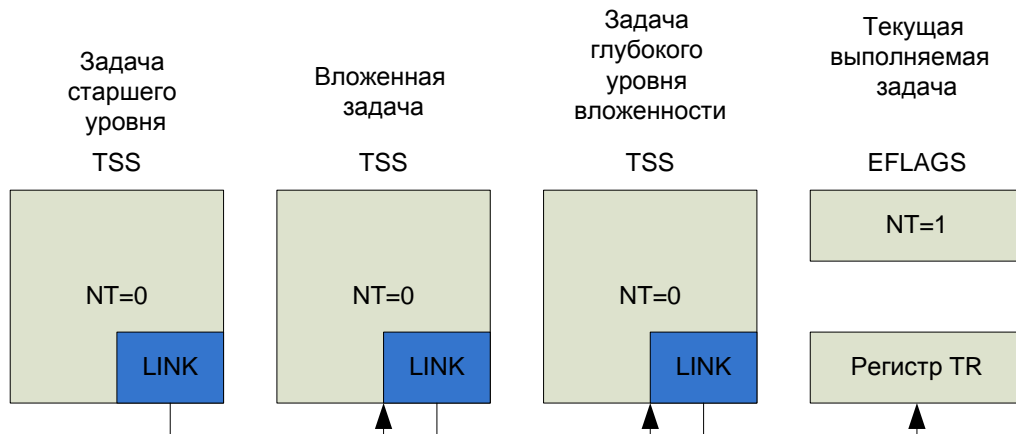 Задача
старшего
уровня
TSS
NT=0
LINK
Вложенная
задача
TSS
NT=0
LINK
Задача
глубокого
уровня
вложенности
TSS
NT=0
LINK
Текущая
выполняемая
задача
EFLAGS
NT=1
Регистр TR